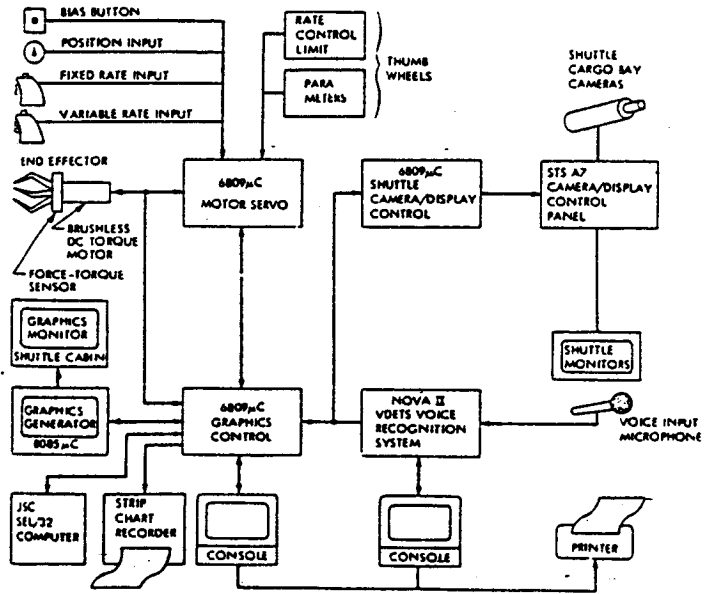 BIAS BUTTON
POSITION INPUT
FIXED RATE INPUT
VARIABLE RATE INPUT
RATE
CONTROL
LIMIT
PARA
METERS
THUMB
WHEELS
SHUTTLE
CARGO BAY
CAMERAS
END EFFECTOR
BRUSHLESS
DC TORQUE
MOTOR
FORCE-TORQUE
SENSOR
6809μC
MOTOR SERVO
6809μC
SHUTTLE
CAMERA/DISPLAY
CONTROL
STS A7
CAMERA/DISPLAY
CONTROL
PANEL
GRAPHICS
MONITOR
SHUTTLE CABIN
SHUTTLE
MONITORS
GRAPHICS
GENERATOR
8085μC
6809μC
GRAPHICS
CONTROL
NOVA II
VDETS VOICE
RECOGNITION
SYSTEM
VOICE INPUT
MICROPHONE
JSC
SEL/32
COMPUTER
STRIP
CHART
RECORDER
CONSOLE
CONSOLE
PRINTER